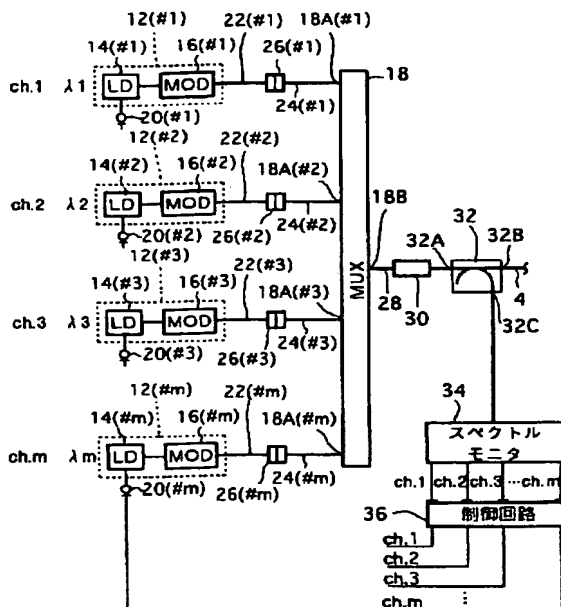 12(#1)
22(#1)
18A(#1)
14(#1)
16(#1)
26(#1)
18
ch.1 λ1 LD MOD
24(#1)
20(#1)
12(#2)
22(#2)
14(#2)
16(#2)
18A(#2)
ch.2 λ2 LD MOD
24(#2)
20(#2)
26(#2)
12(#3)
22(#3)
14(#3)
16(#3)
18A(#3)
ch.3 λ3 LD MOD
24(#3)
20(#3)
26(#3)
12(#m)
22(#m)
14(#m)
16(#m)
18A(#m)
ch.m λm LD MOD
24(#m)
20(#m)
26(#m)
MUX
18B
28
30
32A
32
32B
4
32C
34
スペクトル
モニタ
ch.1 ch.2 ch.3 …ch.m
36
制御回路
ch.1
ch.2
ch.3
ch.m